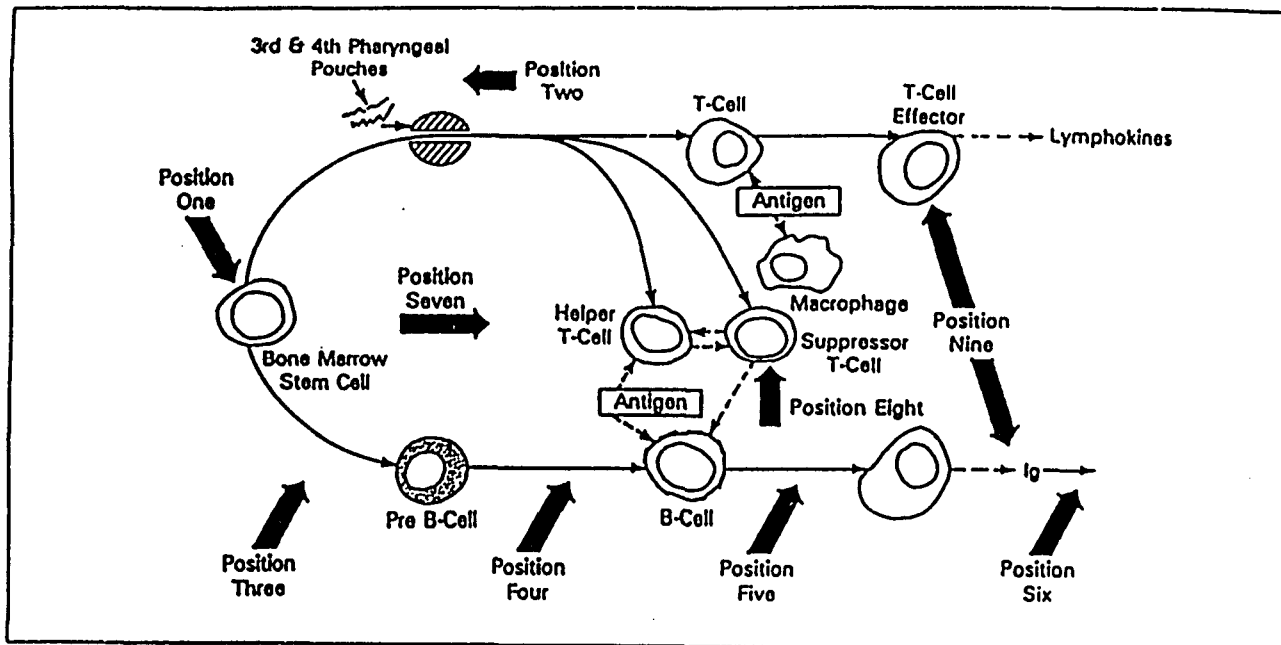 3rd & 4th Pharyngeal
Pouches
Position
Two
T-Cell
T-Cell
Effector
Lymphokines
Position
One
Antigen
Position
Seven
Helper
T-Cell
Macrophage
Suppressor
T-Cell
Position
Nine
Bone Marrow
Stem Cell
Antigen
Position Eight
Ig
Pre B-Cell
B-Cell
Position
Three
Position
Four
Position
Five
Position
Six